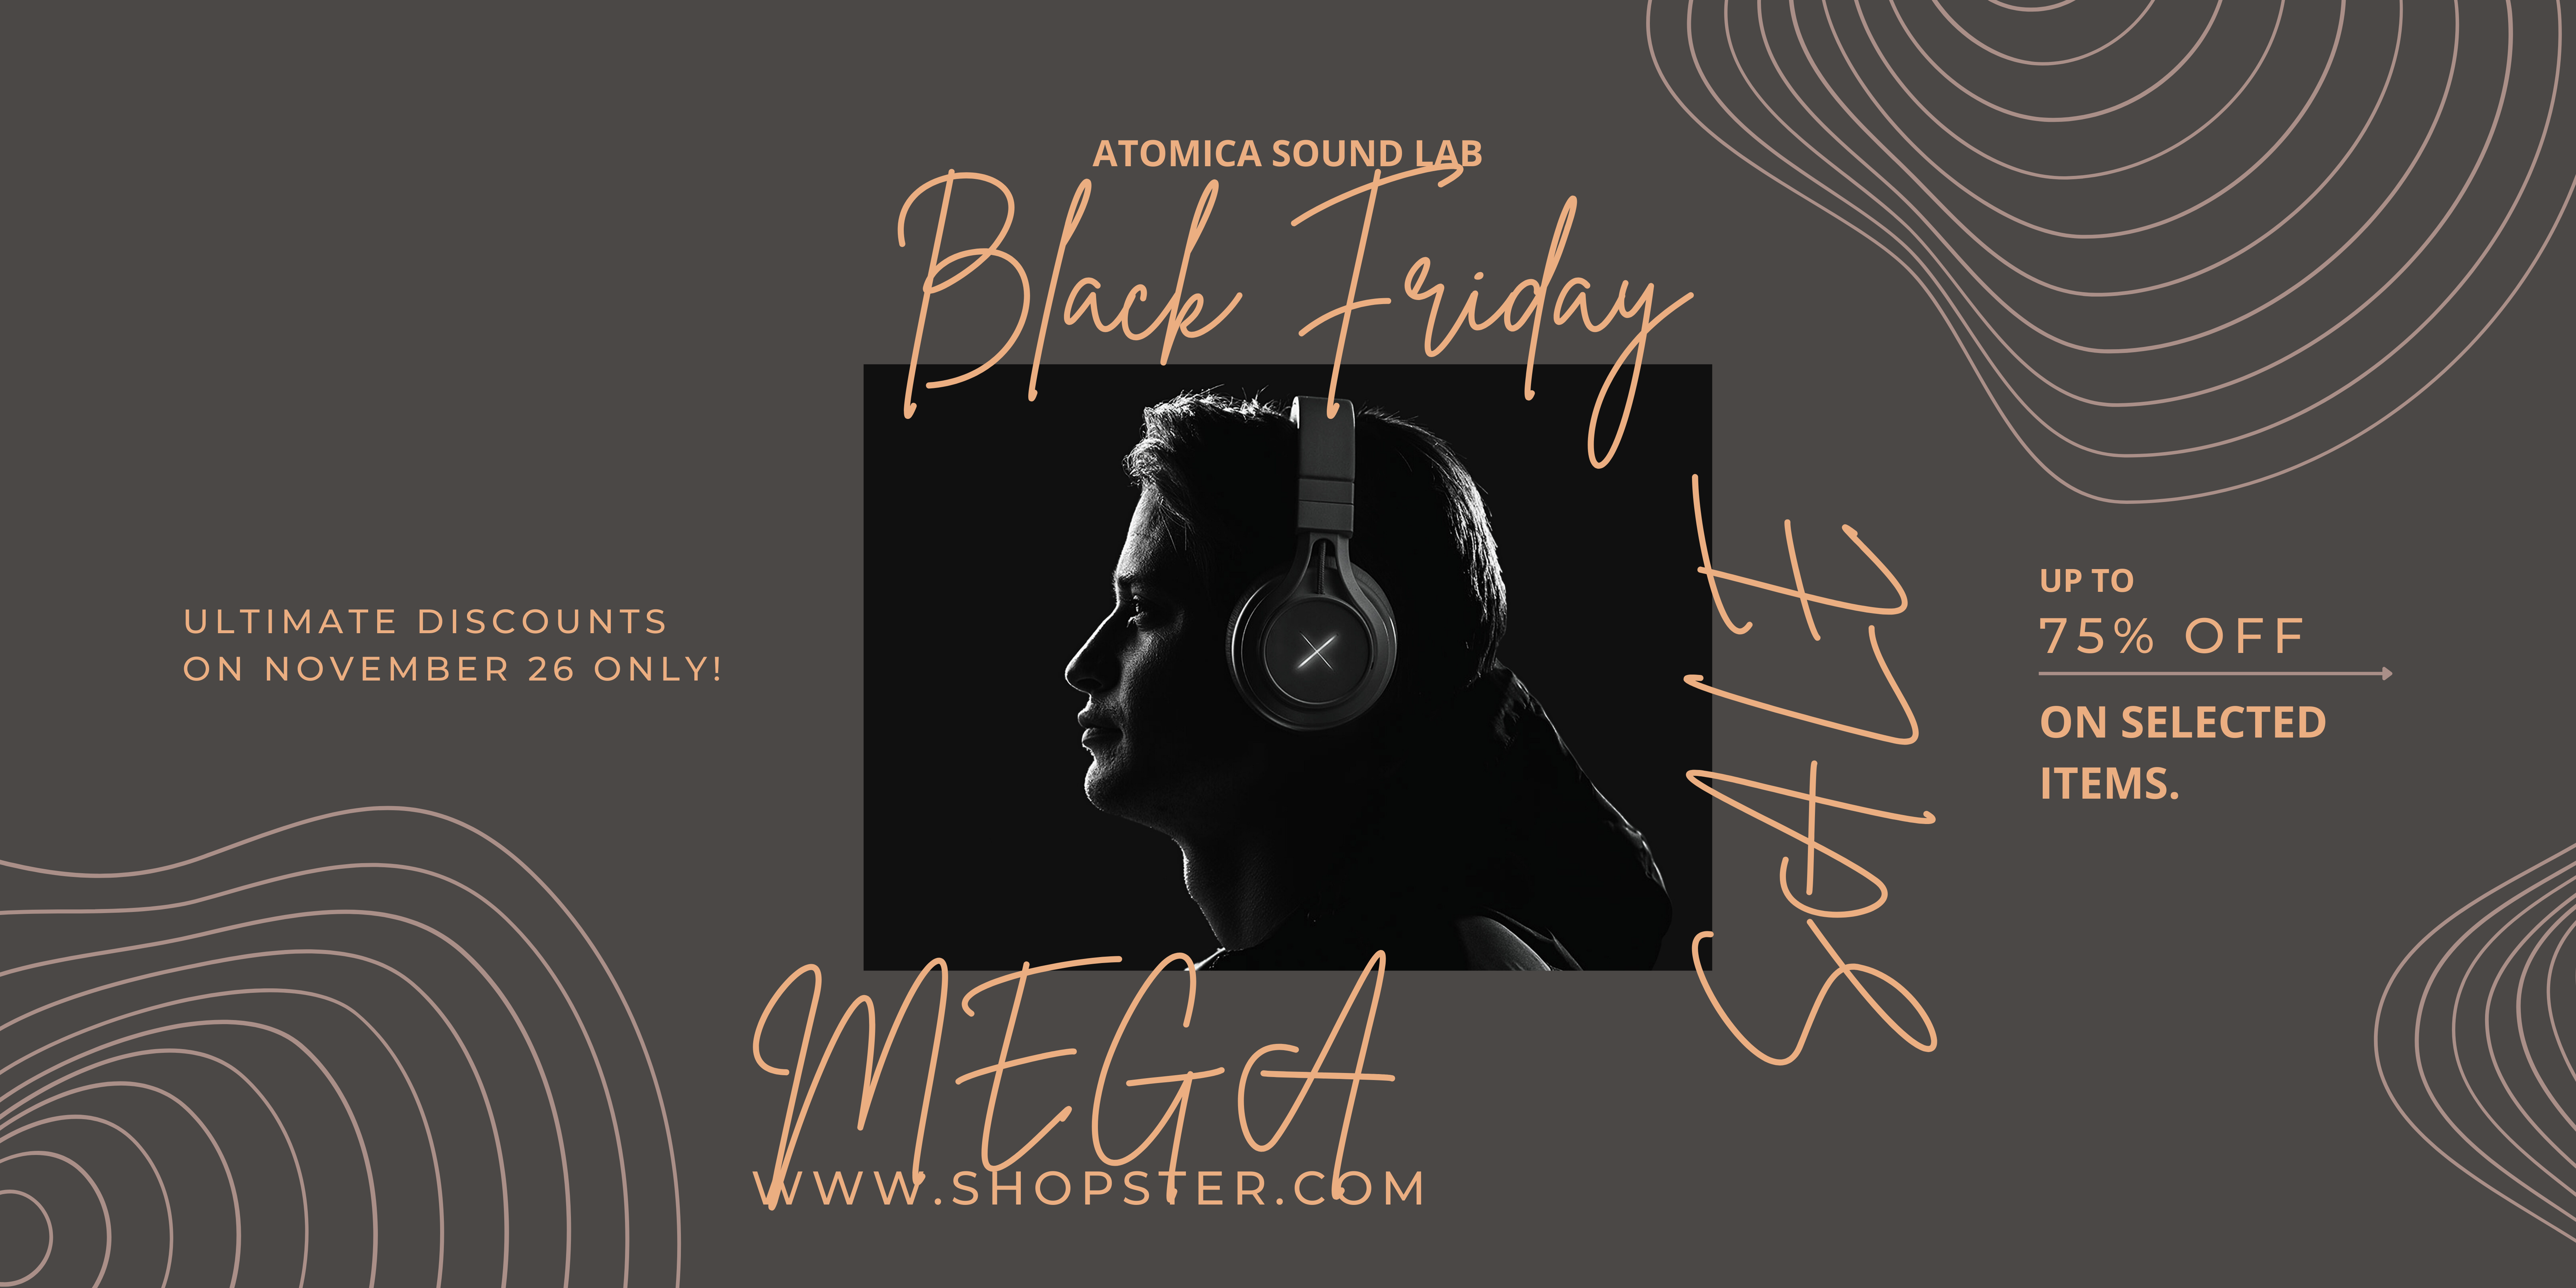 ATOMICA SOUND LAB
Black Friday
ULTIMATE DISCOUNTS
ON NOVEMBER 26 ONLY!
MEGA
SALE
WWW.SHOPSTER.COM
UP TO
75% OFF
ON SELECTED
ITEMS.